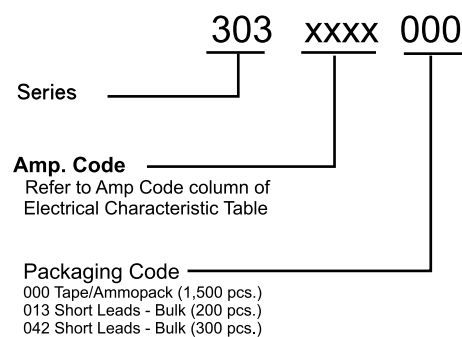 303 xxxx 000
Series
Amp. Code
Refer to Amp Code column of
Electrical Characteristic Table
Packaging Code
000 Tape/Ammopack (1,500 pcs.)
013 Short Leads - Bulk (200 pcs.)
042 Short Leads - Bulk (300 pcs.)